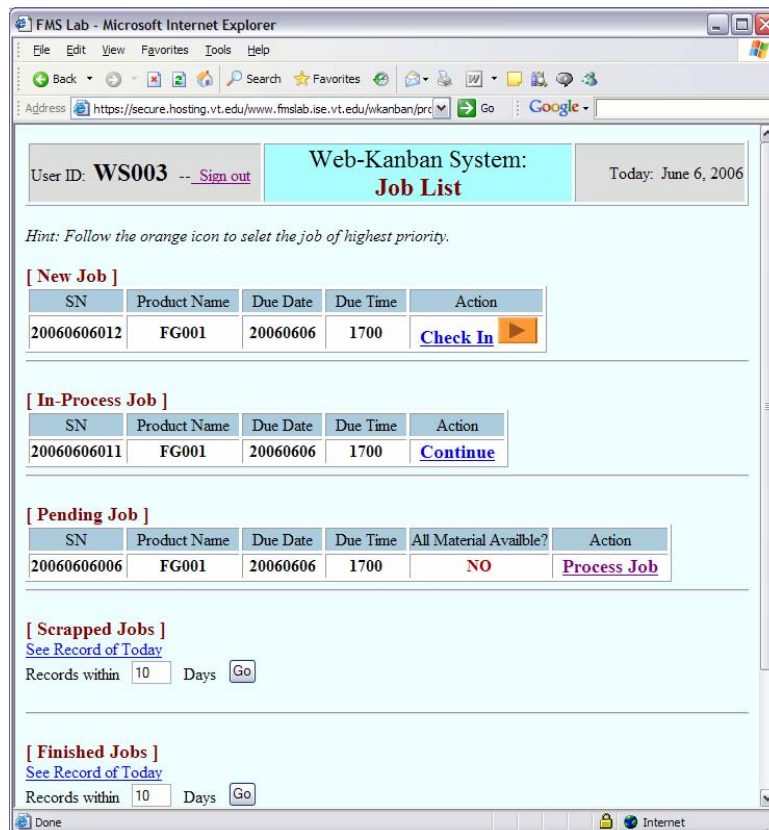 FMS Lab - Microsoft Internet Explorer
File Edit View Favorites Tools Help
Back Search Favorites
Address https://secure.hosting.vt.edu/www.fmslab.ise.vt.edu/wkanban/prc Go Google
User ID: WS003 -- Sign out
Web-Kanban System:
Job List
Today: June 6, 2006
Hint: Follow the orange icon to selet the job of highest priority.
[ New Job ]
SN Product Name Due Date Due Time Action
20060606012 FG001 20060606 1700 Check In
[ In-Process Job ]
SN Product Name Due Date Due Time Action
20060606011 FG001 20060606 1700 Continue
[ Pending Job ]
SN Product Name Due Date Due Time All Material Availble? Action
20060606006 FG001 20060606 1700 NO Process Job
[ Scrapped Jobs ]
See Record of Today
Records within 10 Days Go
[ Finished Jobs ]
See Record of Today
Records within 10 Days Go
Done Internet